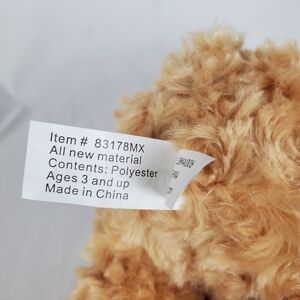 Item # 83178MX
All new material
Contents: Polyester
Ages 3 and up
Made in China